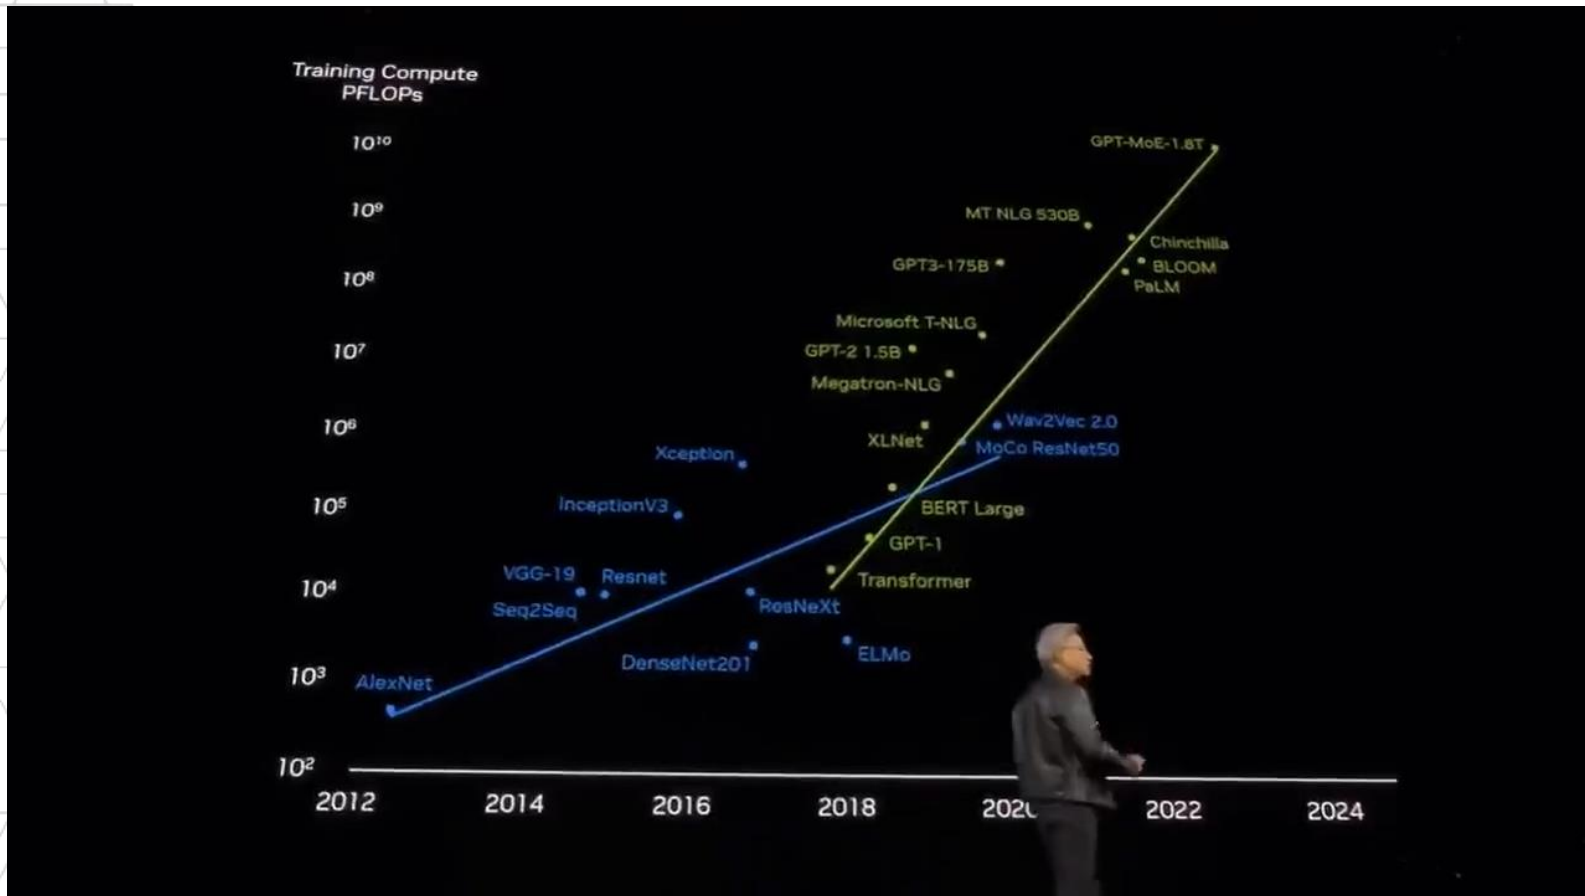 Training Compute
PFLOPs
10¹⁰
GPT-MoE-1.8T
10⁹
MT NLG 530B
Chinchilla
GPT3-175B
BLOOM
10⁸
PaLM
Microsoft T-NLG
10⁷
GPT-2 1.5B
Megatron-NLG
10⁶
Wav2Vec 2.0
XLNet
MoCo ResNet50
Xception
10⁵
InceptionV3
BERT Large
GPT-1
VGG-19
Resnet
Transformer
10⁴
Seq2Seq
ResNeXt
DenseNet201
ELMo
10³
AlexNet
10²
2012 2014 2016 2018 2020 2022 2024